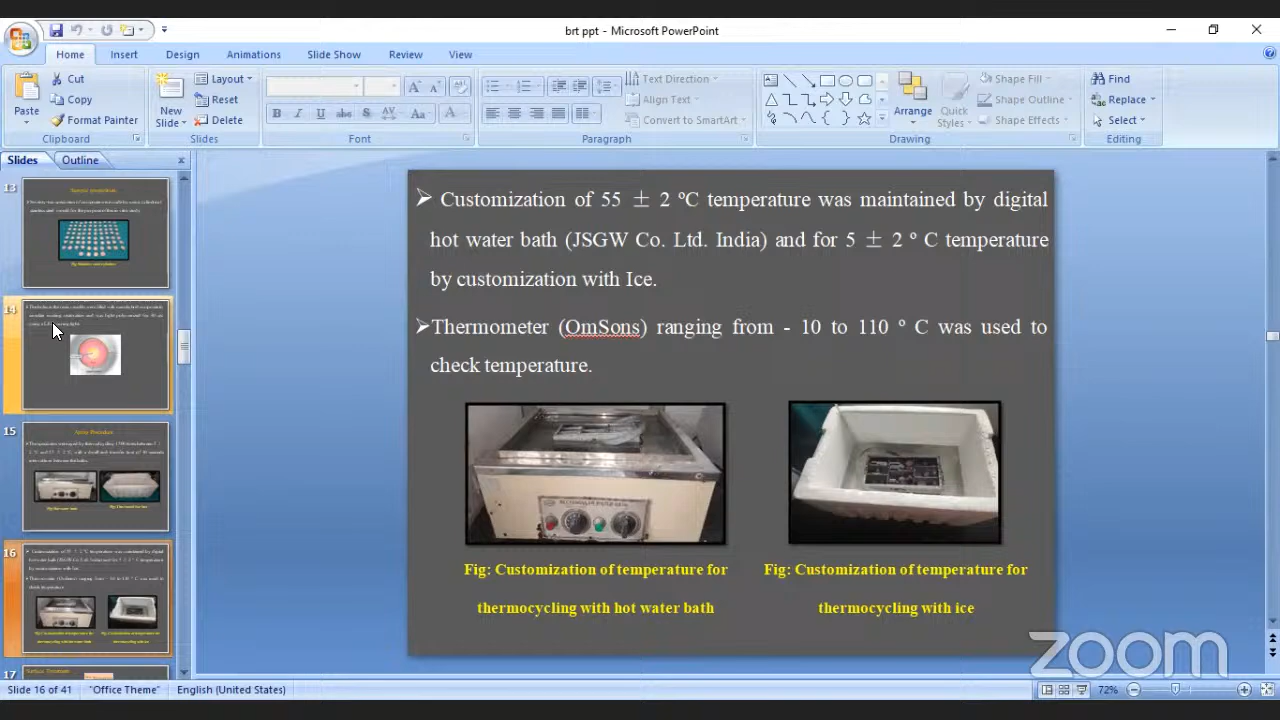 brt ppt - Microsoft PowerPoint
Home Insert Design Animations Slide Show Review View
Cut
Copy
Format Painter
Paste
Clipboard
New
Slide
Layout
Reset
Delete
Slides
Font
Text Direction
Align Text
Convert to SmartArt
Paragraph
Arrange
Quick
Styles
Shape Fill
Shape Outline
Shape Effects
Drawing
Find
Replace
Select
Editing
Slides Outline
13
14
15
16
17
➢ Customization of 55 ± 2 ºC temperature was maintained by digital
hot water bath (JSGW Co. Ltd. India) and for 5 ± 2 º C temperature
by customization with Ice.
➢Thermometer (OmSons) ranging from - 10 to 110 º C was used to
check temperature.
Fig: Customization of temperature for
thermocycling with hot water bath
Fig: Customization of temperature for
thermocycling with ice
zoom
Slide 16 of 41 "Office Theme" English (United States) 72%